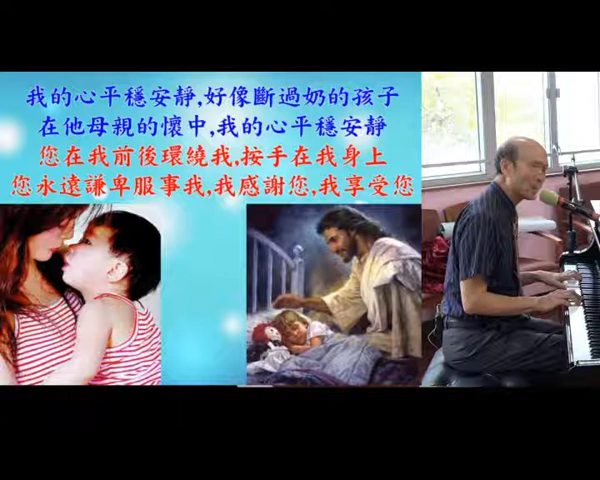 我的心平穩安靜,好像斷過奶的孩子
在他母親的懷中,我的心平穩安靜
您在我前後環繞我,按手在我身上
您永遠謙卑服事我,我感謝您,我享受您